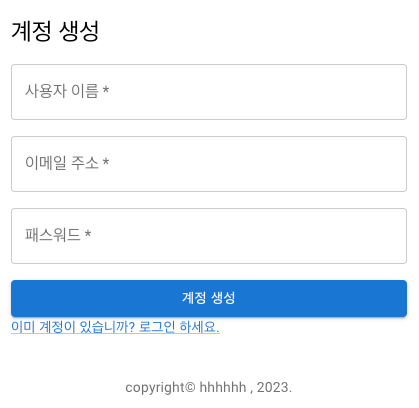 계정 생성
사용자 이름 *
이메일 주소 *
패스워드 *
계정 생성
이미 계정이 있습니까? 로그인 하세요.
copyright© hhhhhh , 2023.